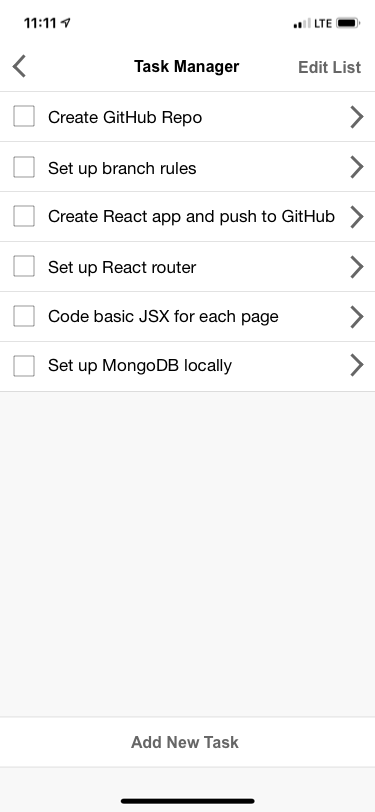 11:11 LTE
Task Manager Edit List
Create GitHub Repo
Set up branch rules
Create React app and push to GitHub
Set up React router
Code basic JSX for each page
Set up MongoDB locally
Add New Task